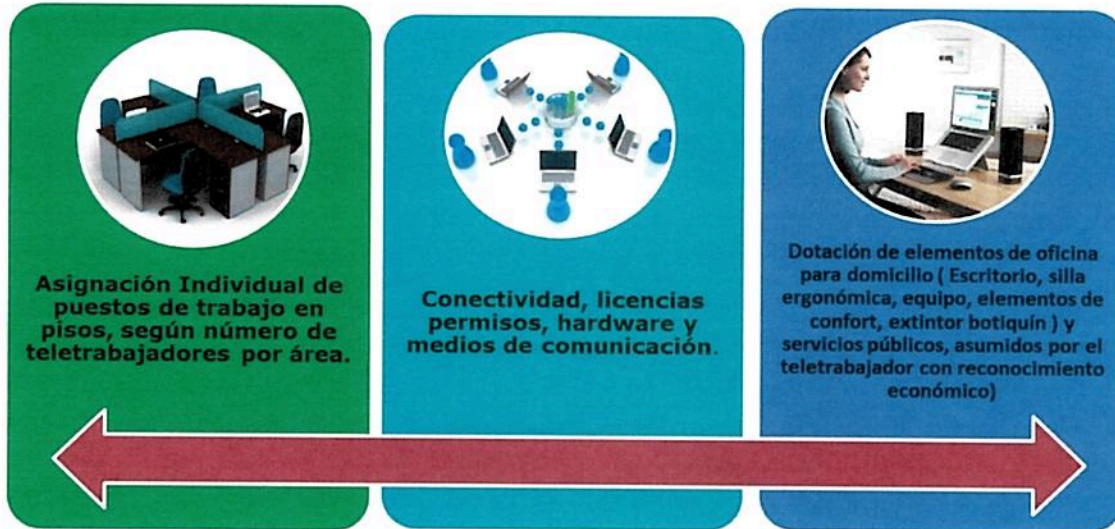 Asignación Individual de
puestos de trabajo en
pisos, según número de
teletrabajadores por área.
Conectividad, licencias
permisos, hardware y
medios de comunicación.
Dotación de elementos de oficina
para domicilio ( Escritorio, silla
ergonómica, equipo, elementos de
confort, extintor botiquín ) y
servicios públicos, asumidos por el
teletrabajador con reconocimiento
económico)